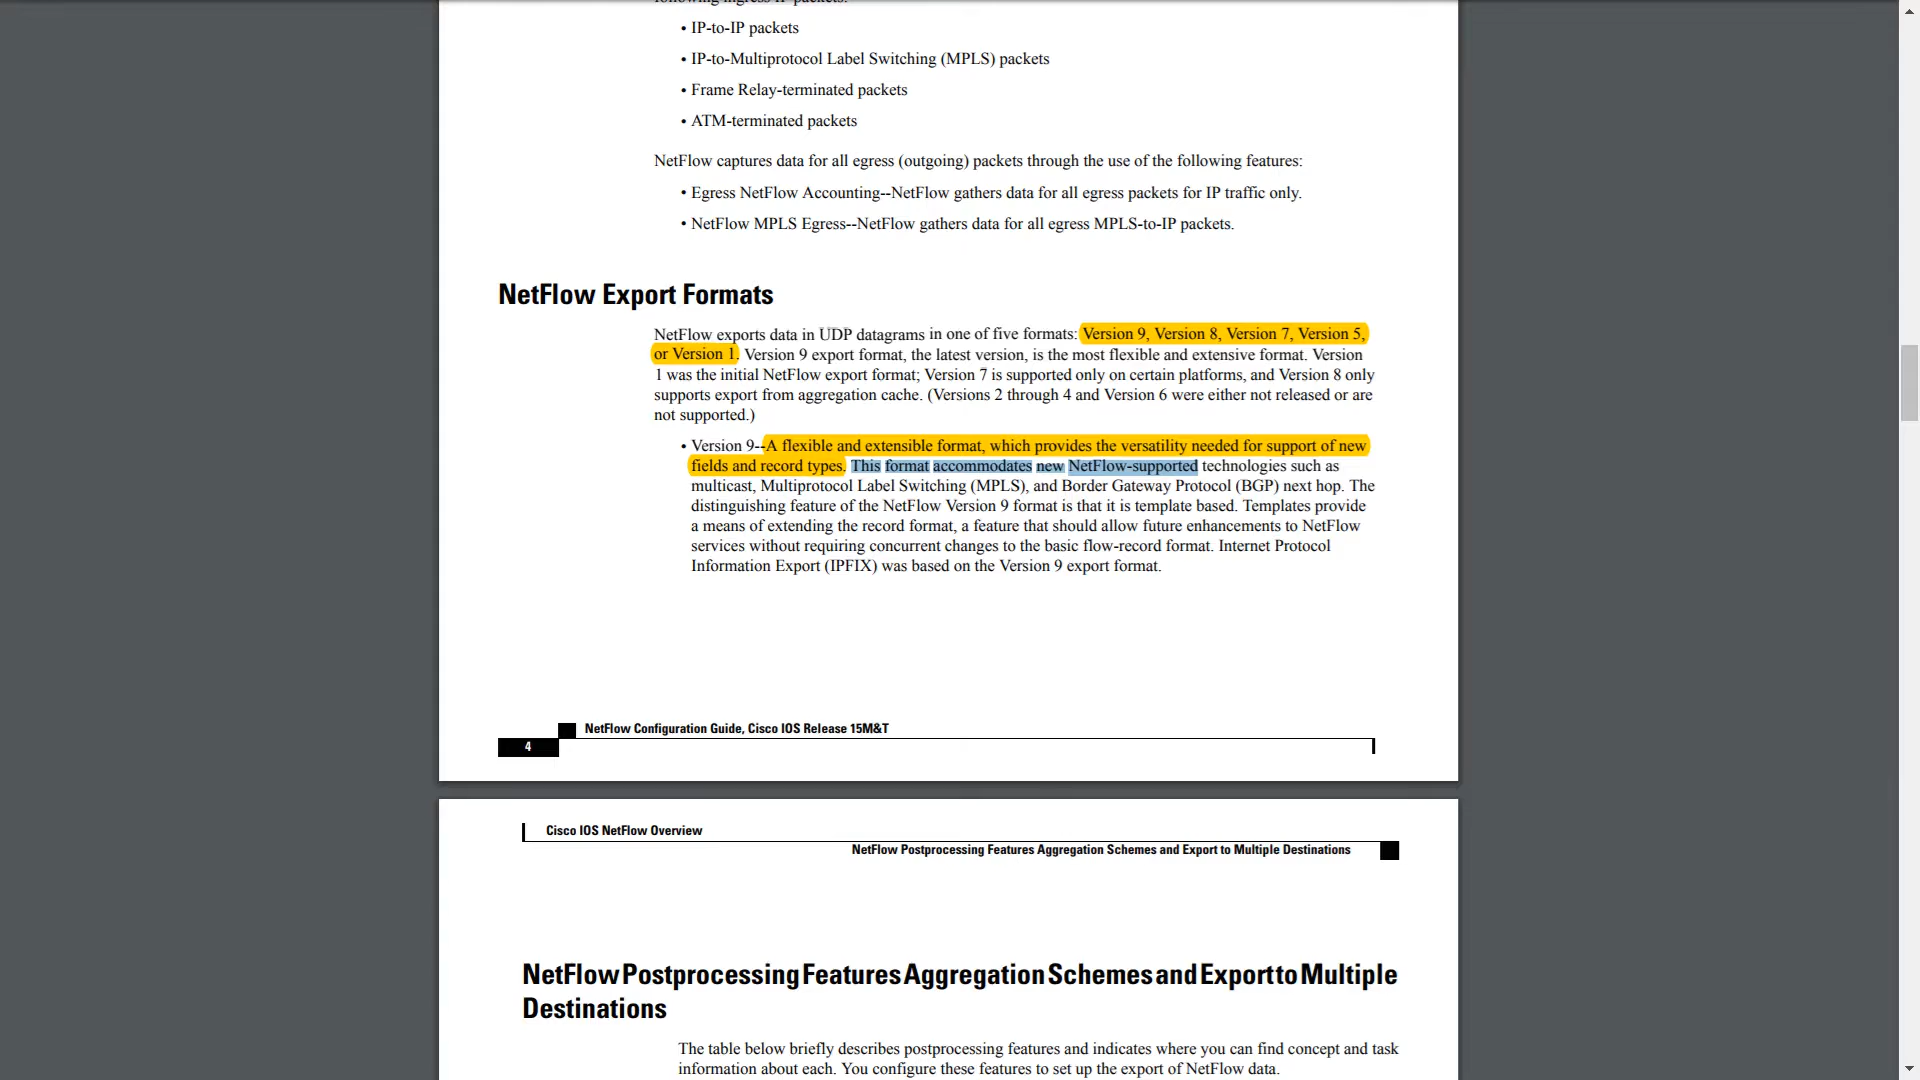 following ingress IP packets:
• IP-to-IP packets
• IP-to-Multiprotocol Label Switching (MPLS) packets
• Frame Relay-terminated packets
• ATM-terminated packets
NetFlow captures data for all egress (outgoing) packets through the use of the following features:
• Egress NetFlow Accounting--NetFlow gathers data for all egress packets for IP traffic only.
• NetFlow MPLS Egress--NetFlow gathers data for all egress MPLS-to-IP packets.
NetFlow Export Formats
NetFlow exports data in UDP datagrams in one of five formats: Version 9, Version 8, Version 7, Version 5,
or Version 1. Version 9 export format, the latest version, is the most flexible and extensive format. Version
1 was the initial NetFlow export format; Version 7 is supported only on certain platforms, and Version 8 only
supports export from aggregation cache. (Versions 2 through 4 and Version 6 were either not released or are
not supported.)
• Version 9--A flexible and extensible format, which provides the versatility needed for support of new
fields and record types. This format accommodates new NetFlow-supported technologies such as
multicast, Multiprotocol Label Switching (MPLS), and Border Gateway Protocol (BGP) next hop. The
distinguishing feature of the NetFlow Version 9 format is that it is template based. Templates provide
a means of extending the record format, a feature that should allow future enhancements to NetFlow
services without requiring concurrent changes to the basic flow-record format. Internet Protocol
Information Export (IPFIX) was based on the Version 9 export format.
NetFlow Configuration Guide, Cisco IOS Release 15M&T
4
Cisco IOS NetFlow Overview
NetFlow Postprocessing Features Aggregation Schemes and Export to Multiple Destinations
NetFlow Postprocessing Features Aggregation Schemes and Export to Multiple
Destinations
The table below briefly describes postprocessing features and indicates where you can find concept and task
information about each. You configure these features to set up the export of NetFlow data.